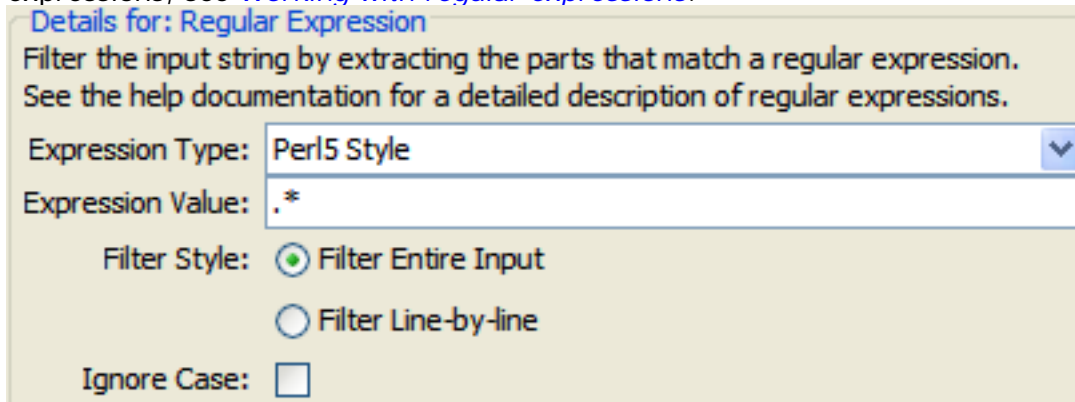 Details for: Regular Expression
Filter the input string by extracting the parts that match a regular expression.
See the help documentation for a detailed description of regular expressions.
Expression Type: Perl5 Style
Expression Value: .*
Filter Style: Filter Entire Input
Filter Line-by-line
Ignore Case: